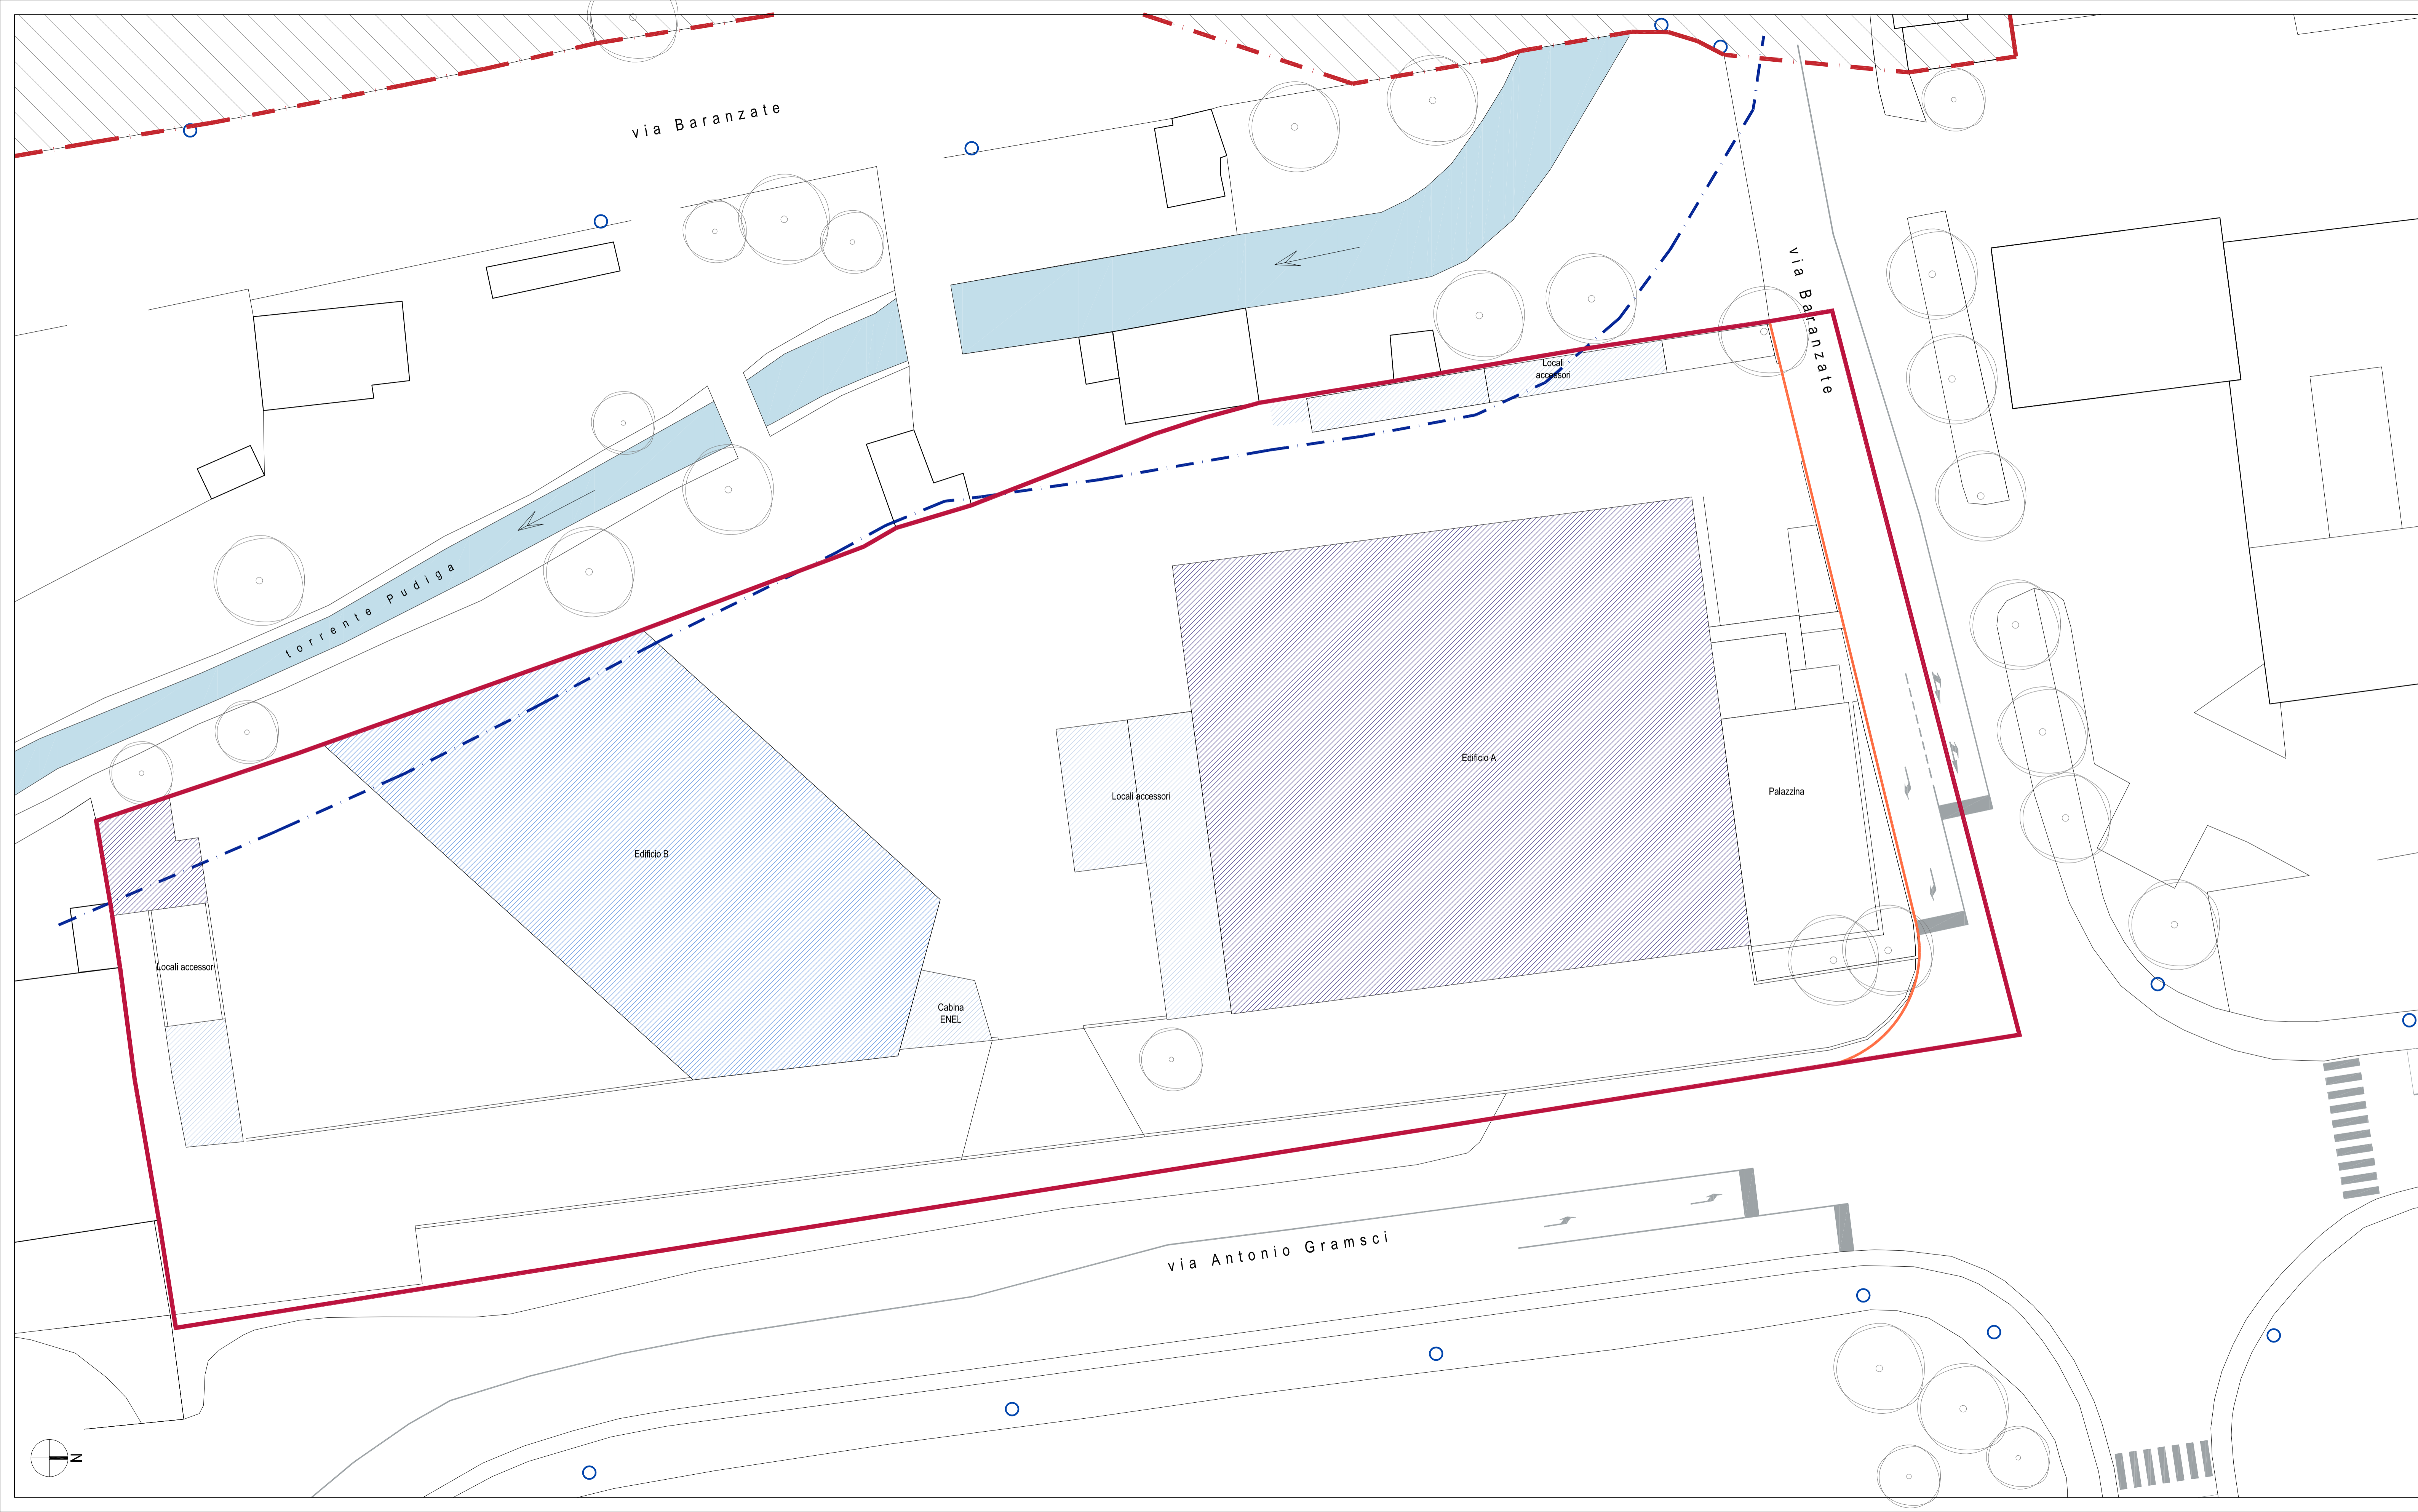 via Baranzate
via Baranzate
Locali
accessori
torrente Pudiga
Edificio A
Palazzina
Locali accessori
Edificio B
Locali accessori
Cabina
ENEL
via Antonio Gramsci
N